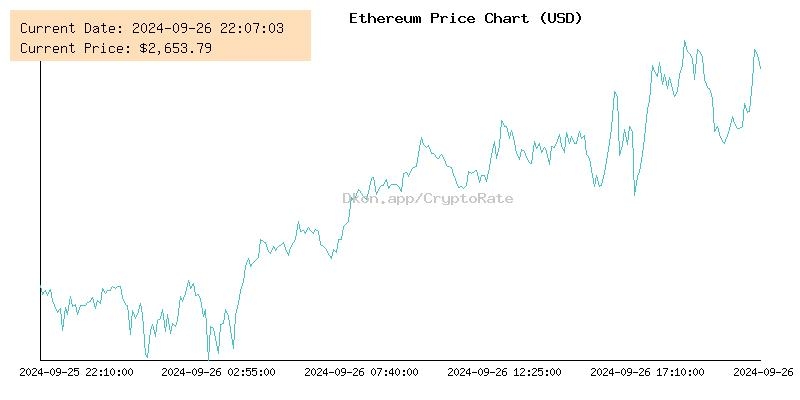 Ethereum Price Chart (USD)
Current Date: 2024-09-26 22:07:03
Current Price: $2,653.79
Dkon.app/CryptoRate
2024-09-25 22:10:00 2024-09-26 02:55:00 2024-09-26 07:40:00 2024-09-26 12:25:00 2024-09-26 17:10:00 2024-09-26